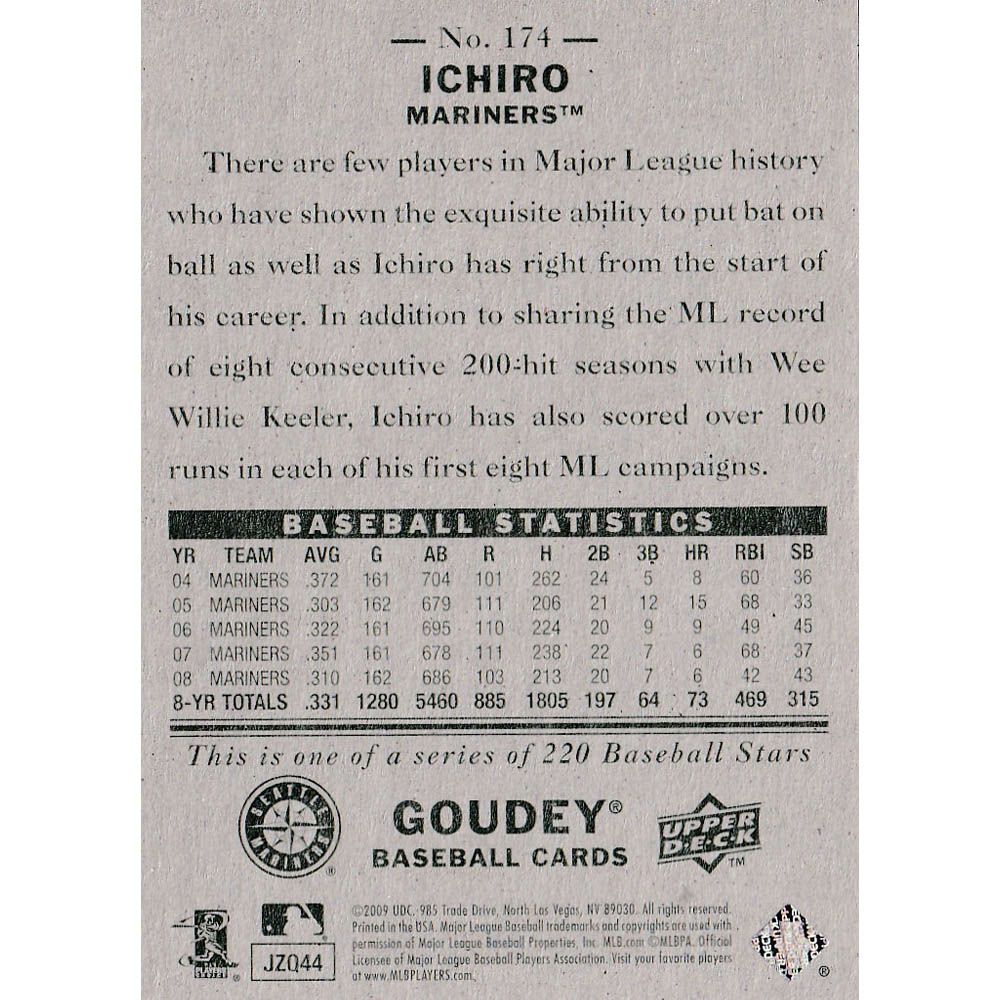 — No. 174 —
ICHIRO
MARINERS™
There are few players in Major League history
who have shown the exquisite ability to put bat on
ball as well as Ichiro has right from the start of
his career. In addition to sharing the ML record
of eight consecutive 200-hit seasons with Wee
Willie Keeler, Ichiro has also scored over 100
runs in each of his first eight ML campaigns.
BASEBALL STATISTICS
YR TEAM AVG G AB R H 2B 3B HR RBI SB
04 MARINERS .372 161 704 101 262 24 5 8 60 36
05 MARINERS .303 162 679 111 206 21 12 15 68 33
06 MARINERS .322 161 695 110 224 20 9 9 49 45
07 MARINERS .351 161 678 111 238 22 7 6 68 37
08 MARINERS .310 162 686 103 213 20 7 6 42 43
8-YR TOTALS .331 1280 5460 885 1805 197 64 73 469 315
This is one of a series of 220 Baseball Stars
SEATTLE MARINERS ®
GOUDEY®
BASEBALL CARDS
UPPER DECK ™
©2009 UDC. 985 Trade Drive, North Las Vegas, NV 89030. All rights reserved.
Printed in the USA. Major League Baseball trademarks and copyrights are used with
permission of Major League Baseball Properties, Inc. MLB.com ©MLBPA. Official
Licensee of Major League Baseball Players Association. Visit your favorite players
at www.MLBPLAYERS.com.
JZQ44
®